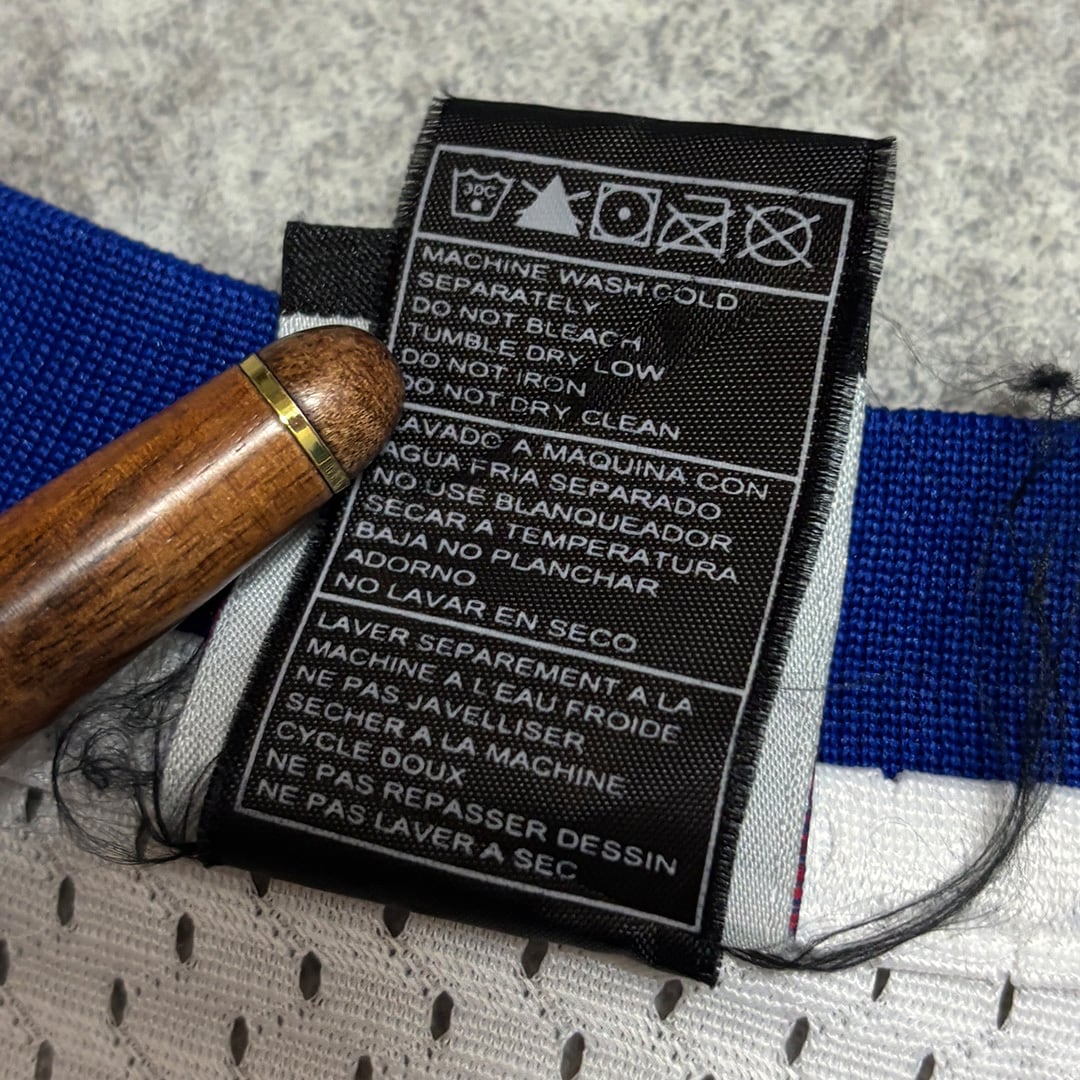 30C
MACHINE WASH COLD
SEPARATELY
DO NOT BLEACH
TUMBLE DRY LOW
DO NOT IRON
DO NOT DRY CLEAN
LAVADO A MAQUINA CON
AGUA FRIA SEPARADO
NO USE BLANQUEADOR
SECAR A TEMPERATURA
BAJA NO PLANCHAR
ADORNO
NO LAVAR EN SECO
LAVER SEPAREMENT A LA
MACHINE A L'EAU FROIDE
NE PAS JAVELLISER
SECHER A LA MACHINE
CYCLE DOUX
NE PAS REPASSER DESSIN
NE PAS LAVER A SEC